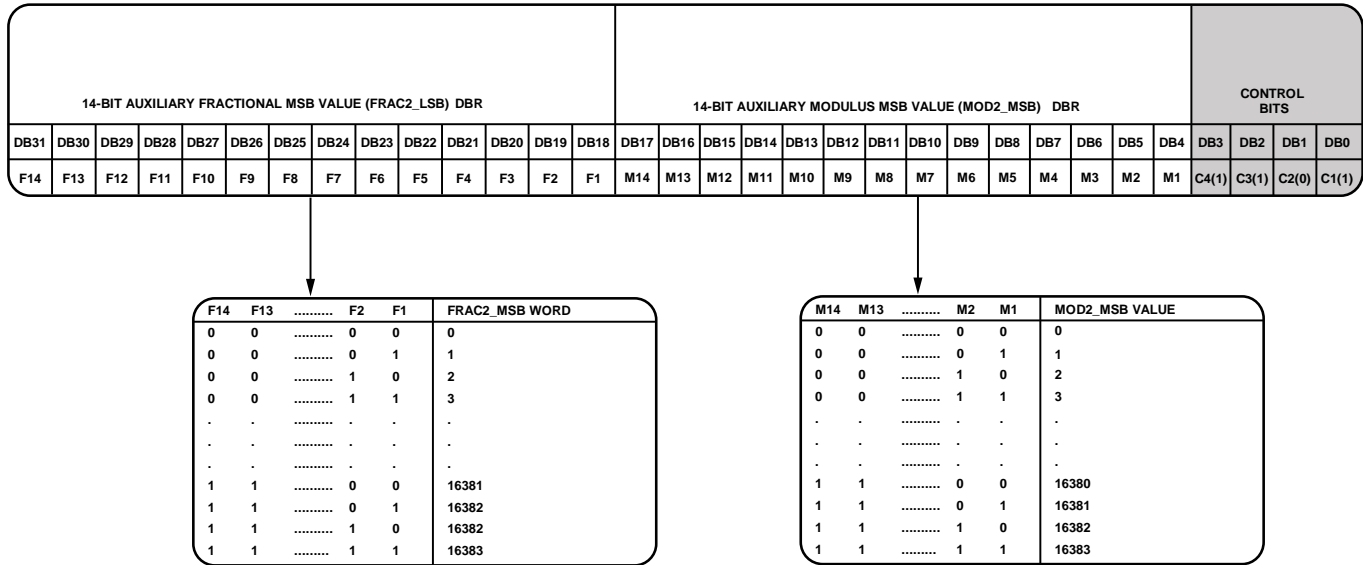 14-BIT AUXILIARY FRACTIONAL MSB VALUE (FRAC2_LSB) DBR
14-BIT AUXILIARY MODULUS MSB VALUE (MOD2_MSB) DBR
CONTROL
BITS
DB31 DB30 DB29 DB28 DB27 DB26 DB25 DB24 DB23 DB22 DB21 DB20 DB19 DB18 DB17 DB16 DB15 DB14 DB13 DB12 DB11 DB10 DB9 DB8 DB7 DB6 DB5 DB4 DB3 DB2 DB1 DB0
F14 F13 F12 F11 F10 F9 F8 F7 F6 F5 F4 F3 F2 F1 M14 M13 M12 M11 M10 M9 M8 M7 M6 M5 M4 M3 M2 M1 C4(1) C3(1) C2(0) C1(1)
F14 F13 .......... F2 F1 FRAC2_MSB WORD
0 0 .......... 0 0 0
0 0 .......... 0 1 1
0 0 .......... 1 0 2
0 0 .......... 1 1 3
. . .......... . . .
. . .......... . . .
. . .......... . . .
1 1 .......... 0 0 16381
1 1 .......... 0 1 16382
1 1 .......... 1 0 16382
1 1 ......... 1 1 16383
M14 M13 .......... M2 M1 MOD2_MSB VALUE
0 0 .......... 0 0 0
0 0 .......... 0 1 1
0 0 .......... 1 0 2
0 0 .......... 1 1 3
. . .......... . . .
. . .......... . . .
. . .......... . . .
1 1 .......... 0 0 16380
1 1 .......... 0 1 16381
1 1 .......... 1 0 16382
1 1 ......... 1 1 16383